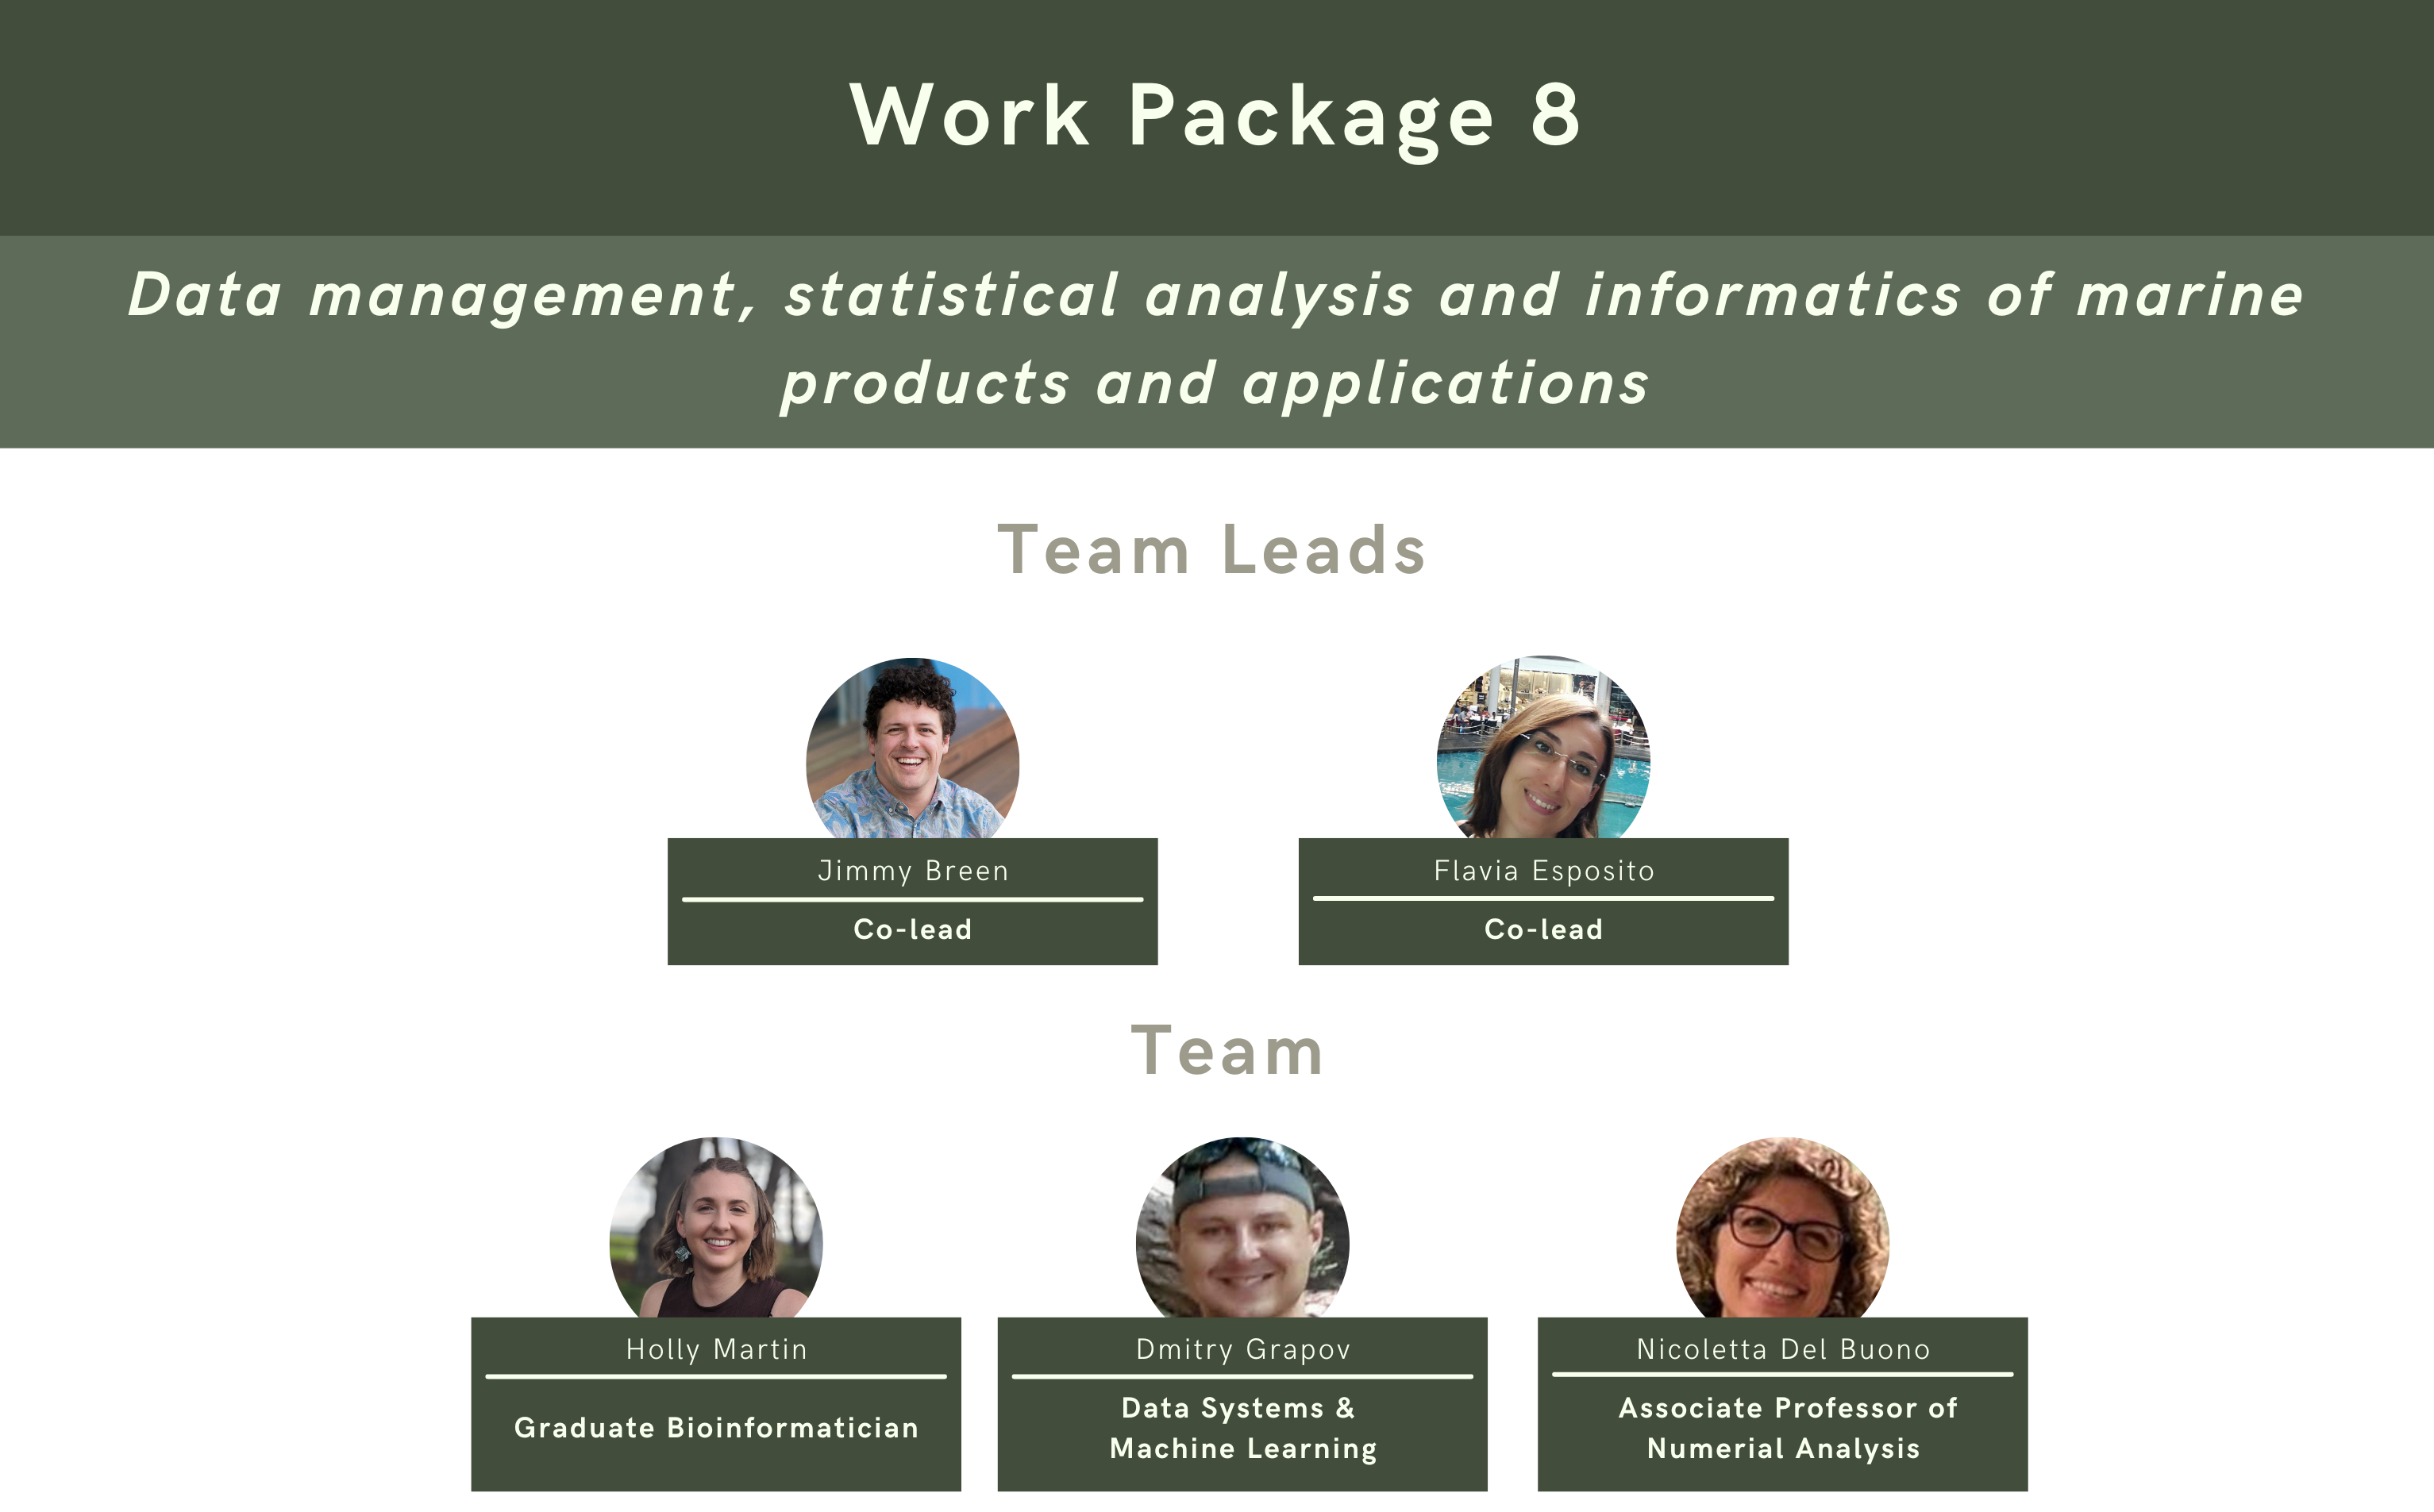 Work Package 8
Data management, statistical analysis and informatics of marine
products and applications
Team Leads
Jimmy Breen
Co-lead
Flavia Esposito
Co-lead
Team
Holly Martin
Graduate Bioinformatician
Dmitry Grapov
Data Systems &
Machine Learning
Nicoletta Del Buono
Associate Professor of
Numerial Analysis